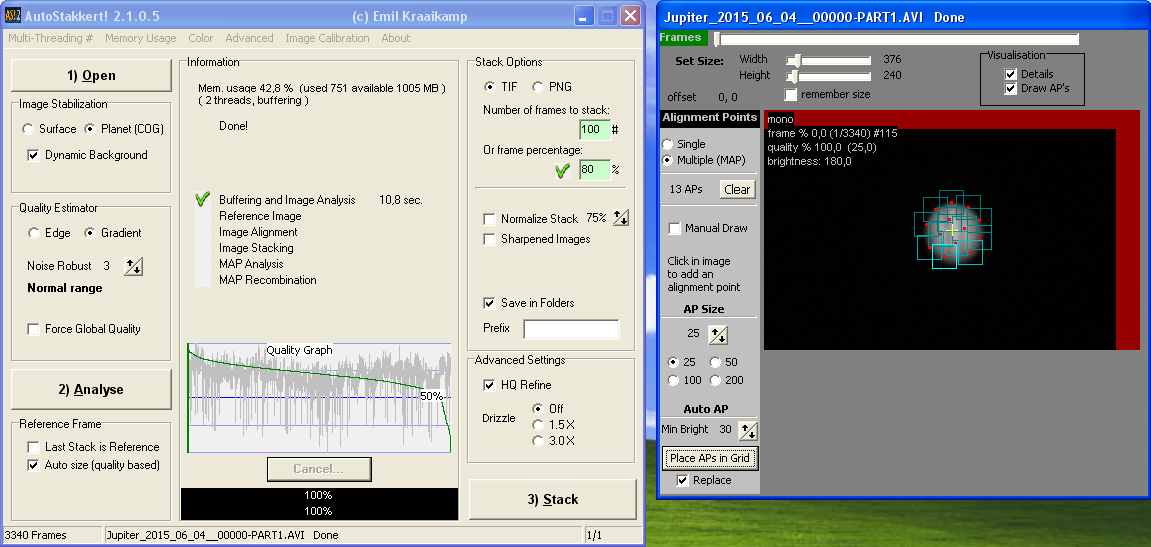 AS!2 AutoStakkert! 2.1.0.5 (c) Emil Kraaikamp
Multi-Threading # Memory Usage Color Advanced Image Calibration About
1) Open
Image Stabilization
Surface Planet (COG)
Dynamic Background
Quality Estimator
Edge Gradient
Noise Robust 3
Normal range
Force Global Quality
2) Analyse
Reference Frame
Last Stack is Reference
Auto size (quality based)
Information
Mem. usage 42,8 % (used 751 available 1005 MB )
( 2 threads, buffering )
Done!
Buffering and Image Analysis 10,8 sec.
Reference Image
Image Alignment
Image Stacking
MAP Analysis
MAP Recombination
Quality Graph
50%
Cancel...
100%
100%
Stack Options
TIF PNG
Number of frames to stack:
100 #
Or frame percentage:
80 %
Normalize Stack 75%
Sharpened Images
Save in Folders
Prefix
Advanced Settings
HQ Refine
Drizzle
Off
1.5 X
3.0 X
3) Stack
3340 Frames Jupiter_2015_06_04__00000-PART1.AVI Done 1/1
Jupiter_2015_06_04__00000-PART1.AVI Done
Frames
Set Size: Width 376
Height 240
offset 0, 0 remember size
Visualisation
Details
Draw AP's
Alignment Points
Single
Multiple (MAP)
13 APs Clear
Manual Draw
Click in image
to add an
alignment point
AP Size
25
25 50
100 200
Auto AP
Min Bright 30
Place APs in Grid
Replace
mono
frame % 0,0 (1/3340) #115
quality % 100,0 (25,0)
brightness: 180,0